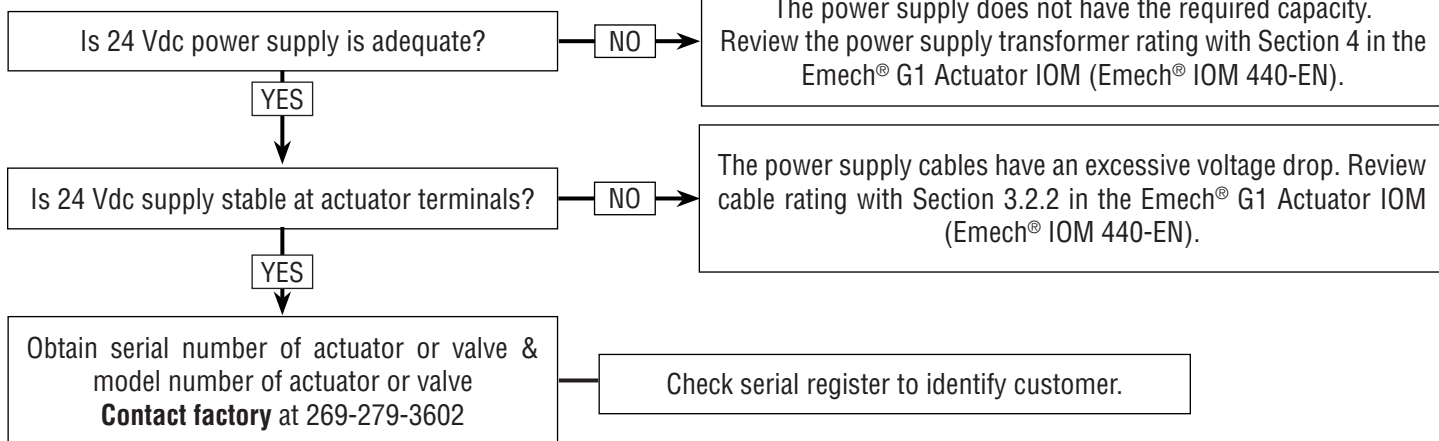 Is 24 Vdc power supply is adequate?
NO
The power supply does not have the required capacity.
Review the power supply transformer rating with Section 4 in the
Emech® G1 Actuator IOM (Emech® IOM 440-EN).
YES
Is 24 Vdc supply stable at actuator terminals?
NO
The power supply cables have an excessive voltage drop. Review
cable rating with Section 3.2.2 in the Emech® G1 Actuator IOM
(Emech® IOM 440-EN).
YES
Obtain serial number of actuator or valve &
model number of actuator or valve
Contact factory at 269-279-3602
Check serial register to identify customer.